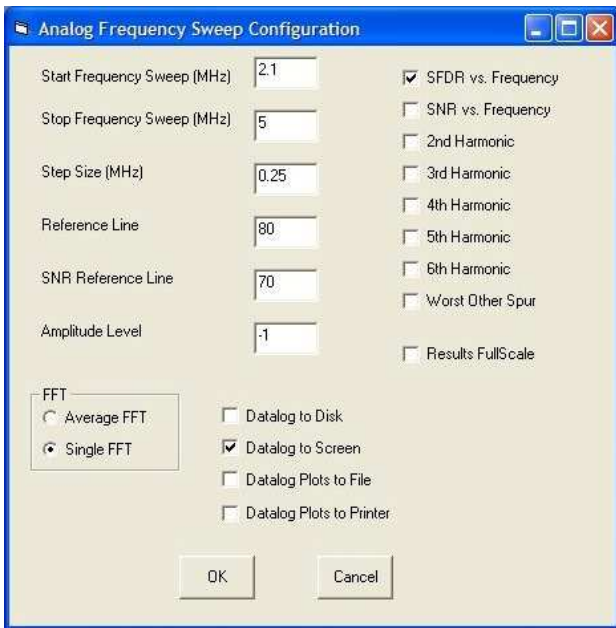 Analog Frequency Sweep Configuration
Start Frequency Sweep (MHz) 2.1
Stop Frequency Sweep (MHz) 5
Step Size (MHz) 0.25
Reference Line 80
SNR Reference Line 70
Amplitude Level -1
SFDR vs. Frequency
SNR vs. Frequency
2nd Harmonic
3rd Harmonic
4th Harmonic
5th Harmonic
6th Harmonic
Worst Other Spur
Results FullScale
FFT
Average FFT
Single FFT
Datalog to Disk
Datalog to Screen
Datalog Plots to File
Datalog Plots to Printer
OK Cancel